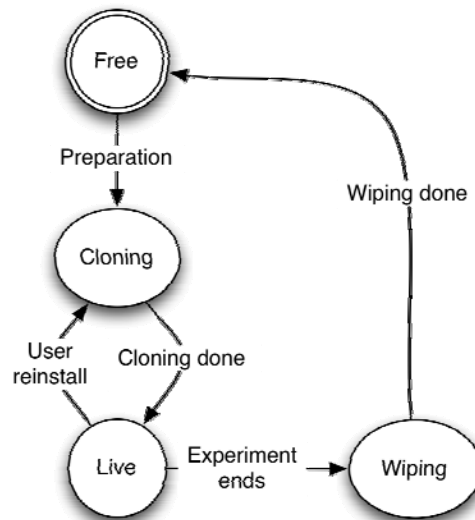 Free
Preparation
Wiping done
Cloning
User
reinstall
Cloning done
Live
Experiment
ends
Wiping